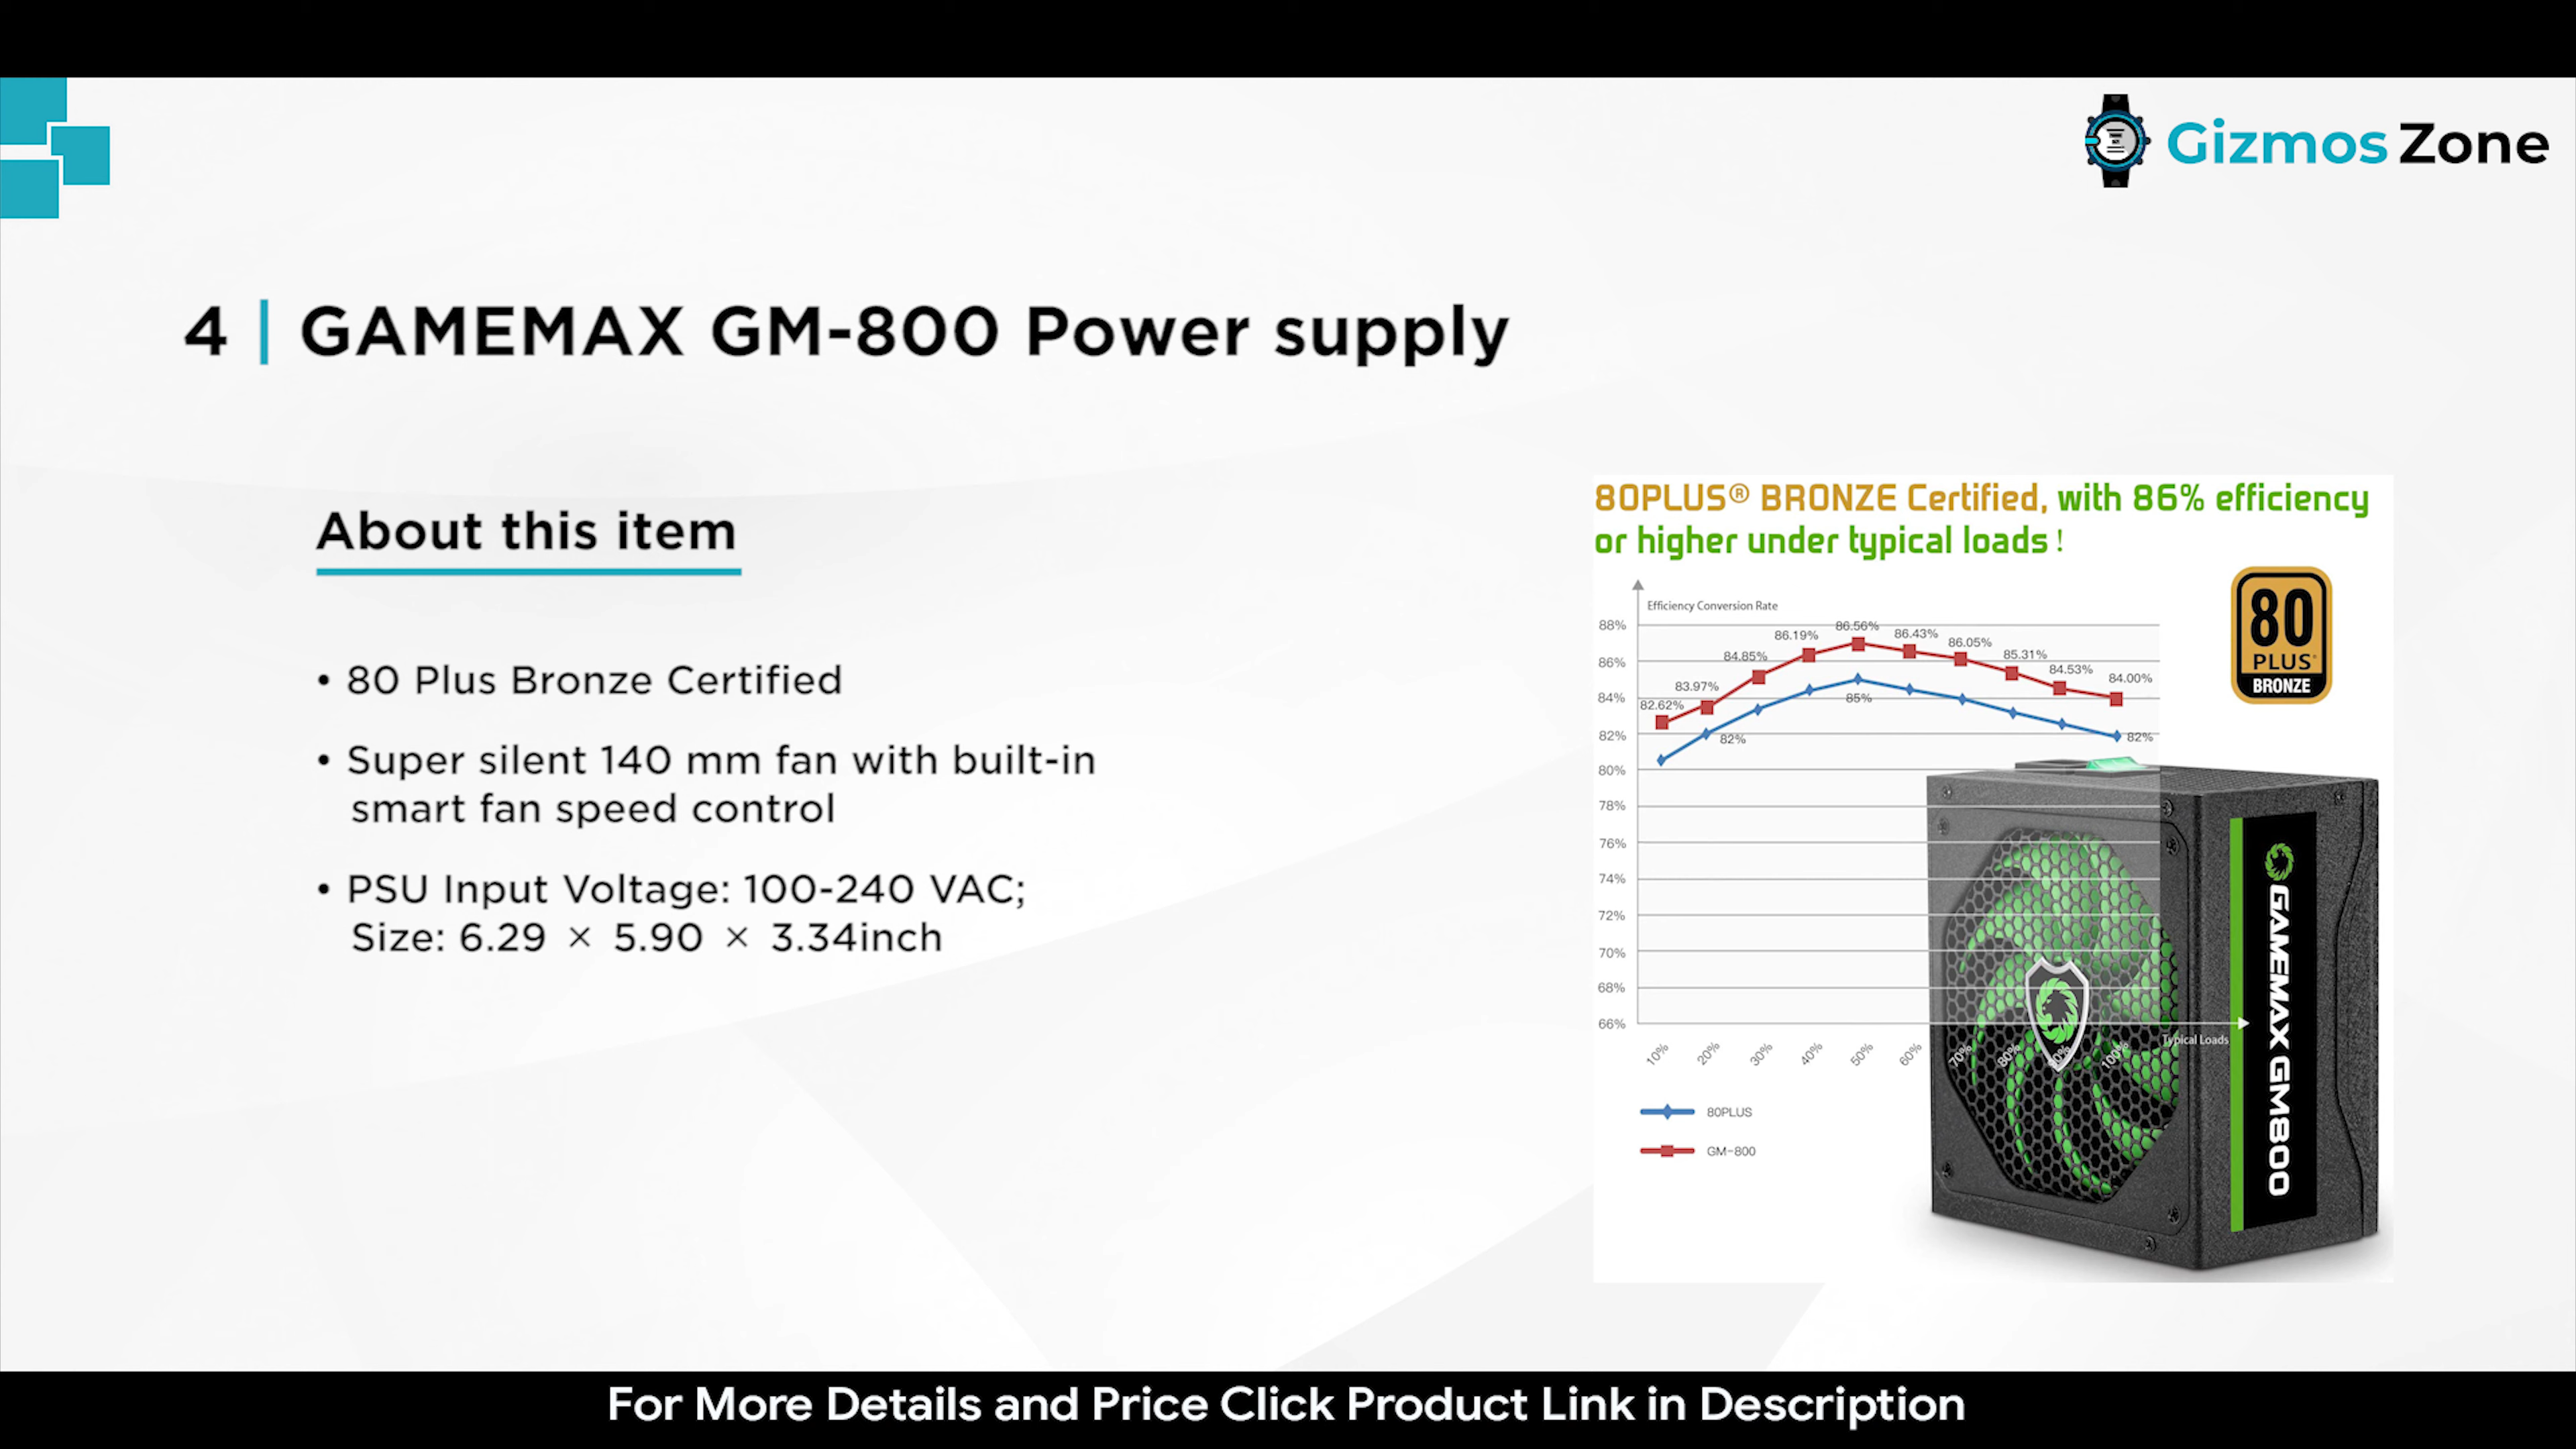 Gizmos Zone
4 | GAMEMAX GM-800 Power supply
About this item
• 80 Plus Bronze Certified
• Super silent 140 mm fan with built-in
smart fan speed control
• PSU Input Voltage: 100-240 VAC;
Size: 6.29 × 5.90 × 3.34inch
80PLUS® BRONZE Certified, with 86% efficiency
or higher under typical loads !
80
PLUS
BRONZE
Efficiency Conversion Rate
88%
86%
84%
82%
80%
78%
76%
74%
72%
70%
68%
66%
82.62%
83.97%
84.85%
86.19%
86.56%
86.43%
86.05%
85.31%
84.53%
84.00%
82%
85%
82%
10%
20%
30%
40%
50%
60%
70%
80%
90%
100%
Typical Loads
80PLUS
GM-800
GAMEMAX GM800
For More Details and Price Click Product Link in Description